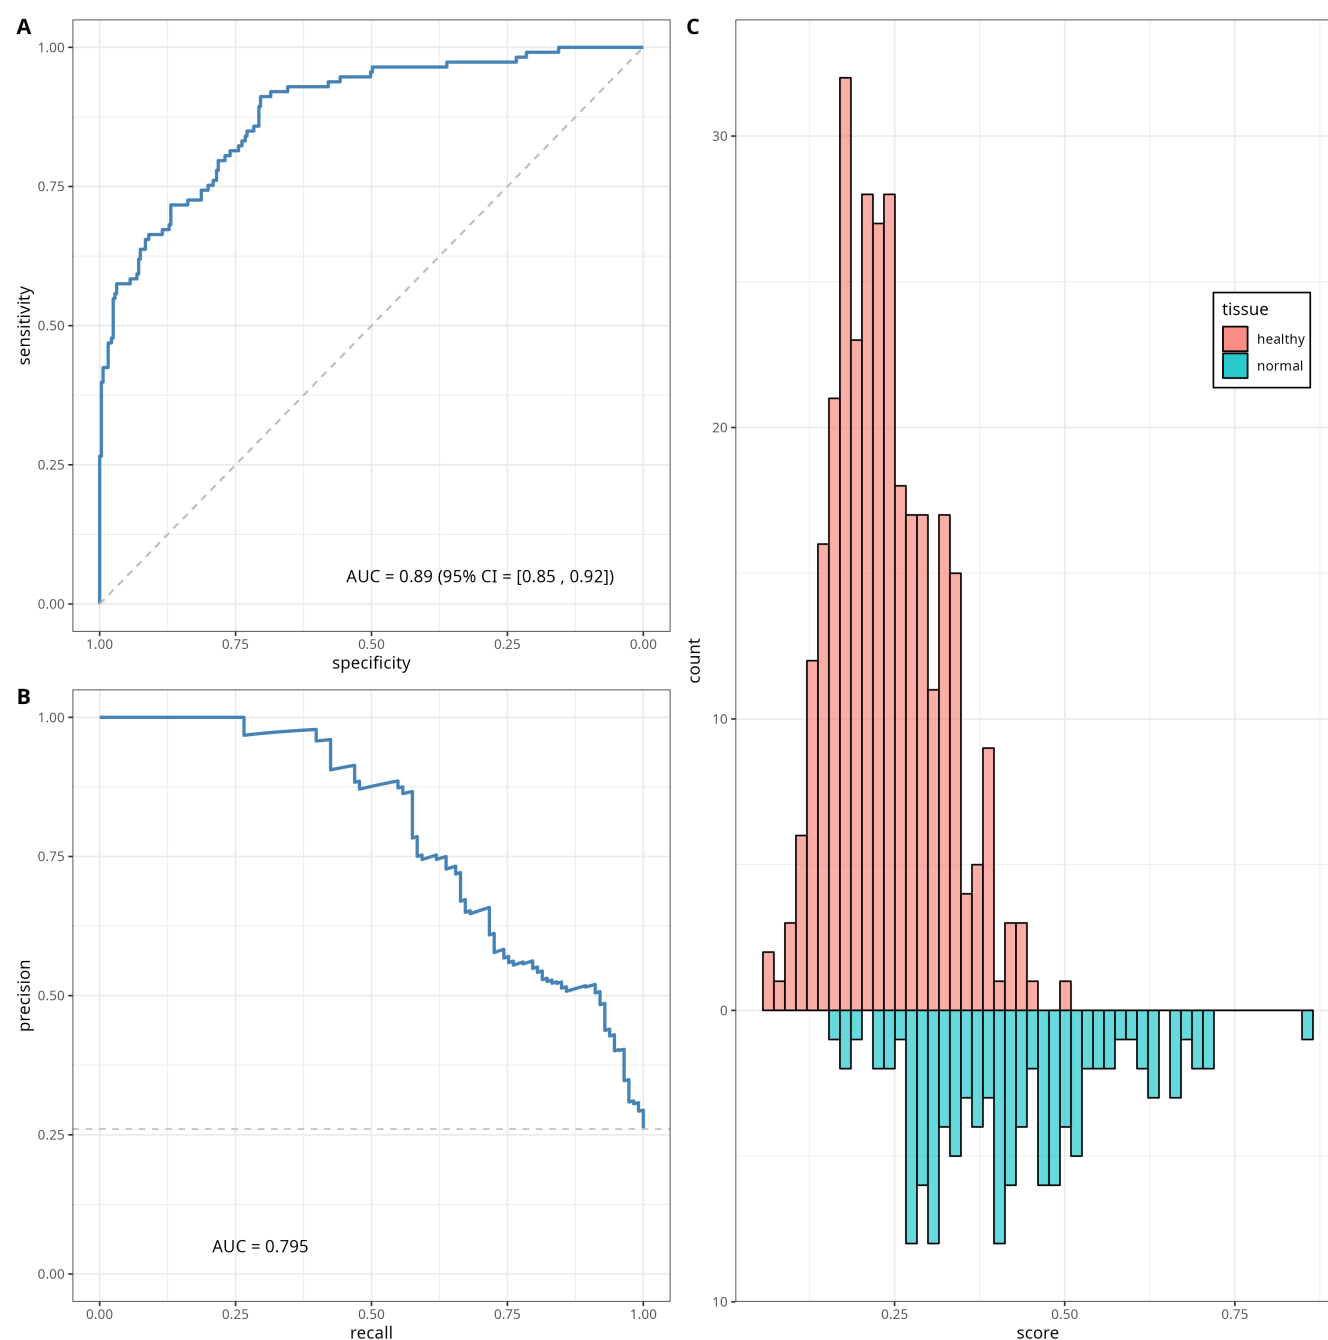 A
1.00
0.75
0.50
0.25
0.00
sensitivity
AUC = 0.89 (95% CI = [0.85 , 0.92])
1.00 0.75 0.50 0.25 0.00
specificity
B
1.00
0.75
0.50
0.25
0.00
precision
AUC = 0.795
0.00 0.25 0.50 0.75 1.00
recall
C
30
20
10
0
10
count
tissue
healthy
normal
0.25 0.50 0.75
score